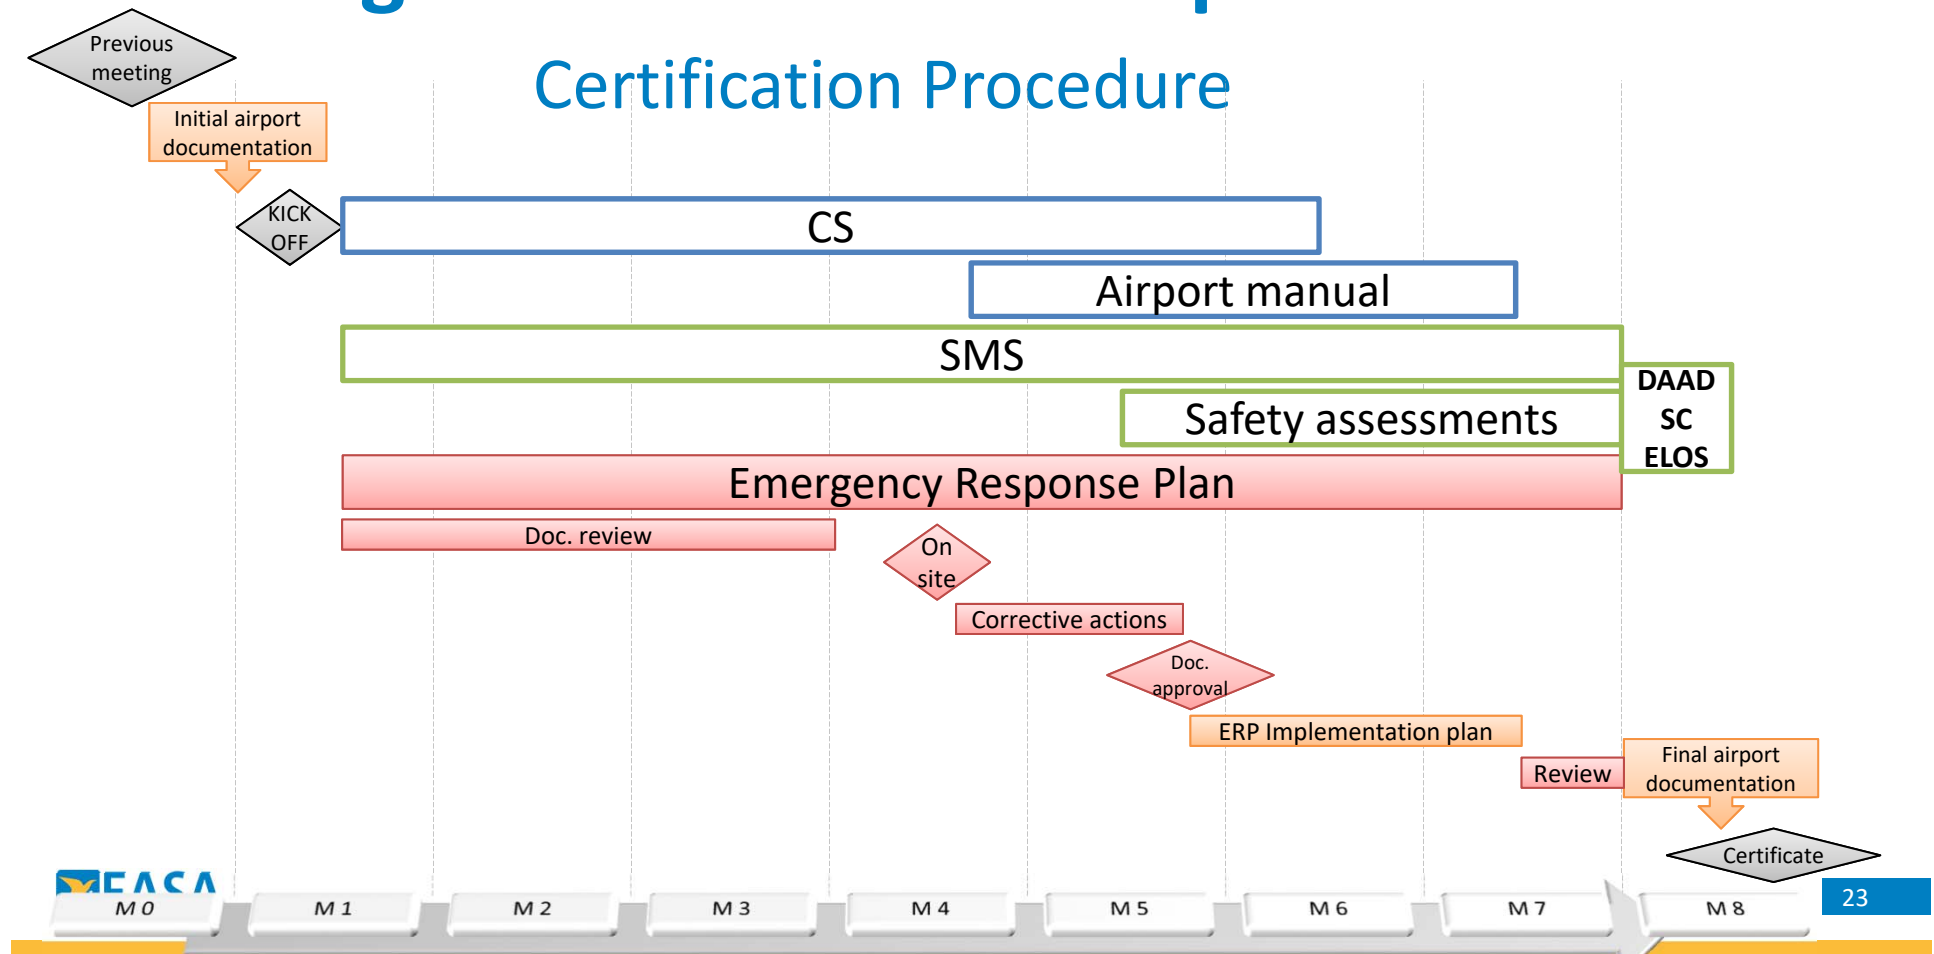 Certification Procedure
Previous
meeting
Initial airport
documentation
KICK
OFF
CS
Airport manual
SMS
Safety assessments
DAAD
SC
ELOS
Emergency Response Plan
Doc. review
On
site
Corrective actions
Doc.
approval
ERP Implementation plan
Review
Final airport
documentation
Certificate
EASA
23
M 0
M 1
M 2
M 3
M 4
M 5
M 6
M 7
M 8